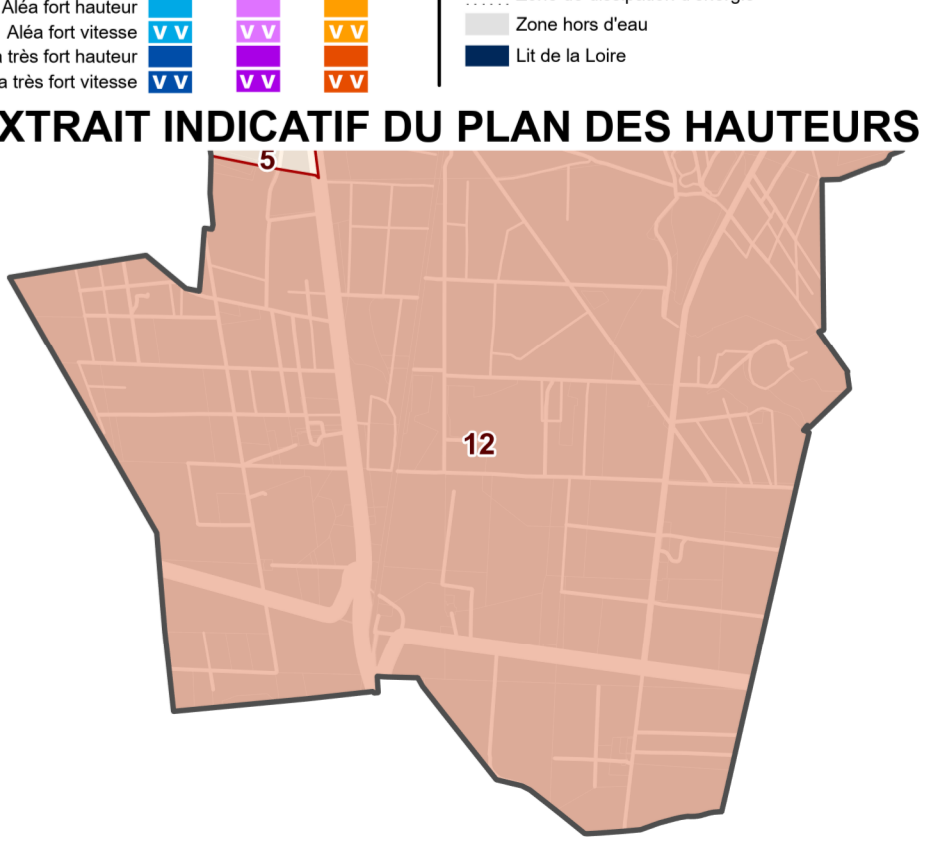 Aléa fort hauteur
Aléa fort vitesse V V V V V V
très fort hauteur
très fort vitesse V V V V V V
Zone hors d'eau
Lit de la Loire
XTRAIT INDICATIF DU PLAN DES HAUTEURS
5
12